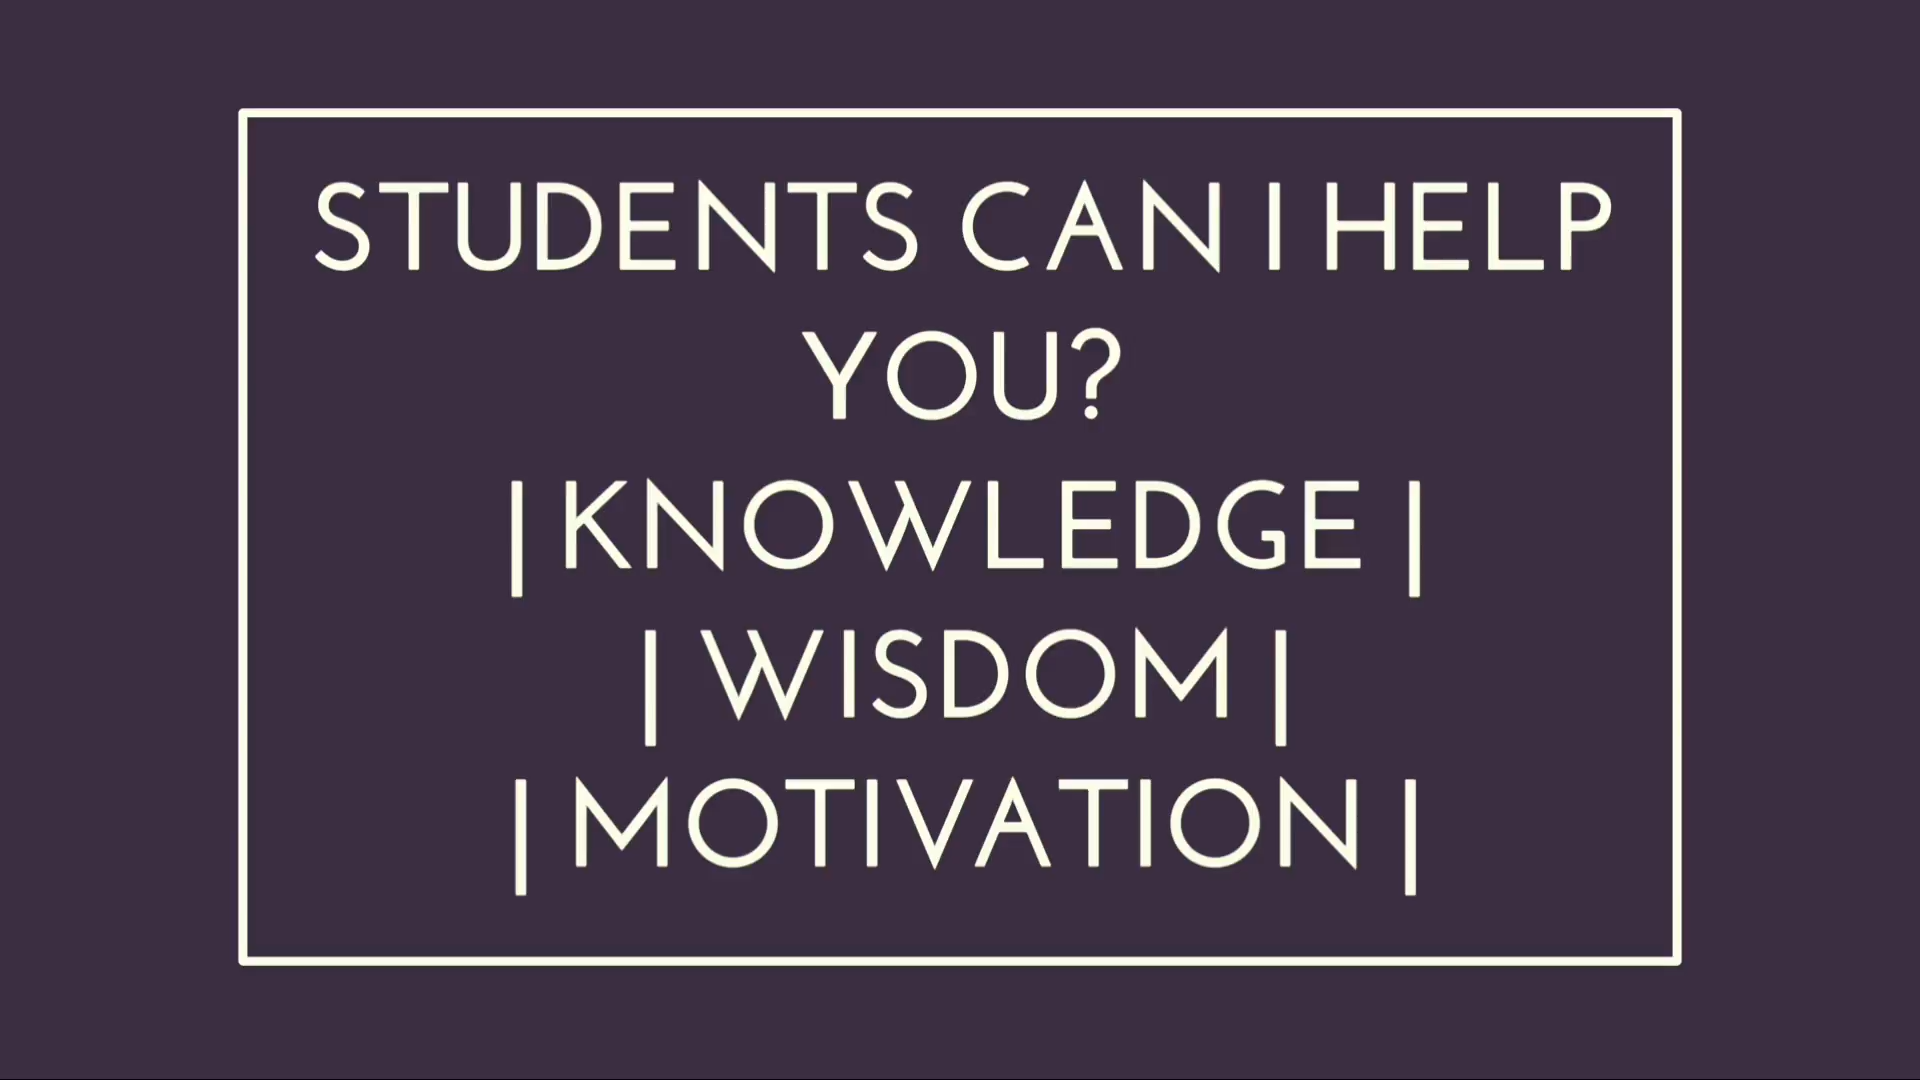 STUDENTS CAN I HELP
YOU?
| KNOWLEDGE |
| WISDOM |
| MOTIVATION |